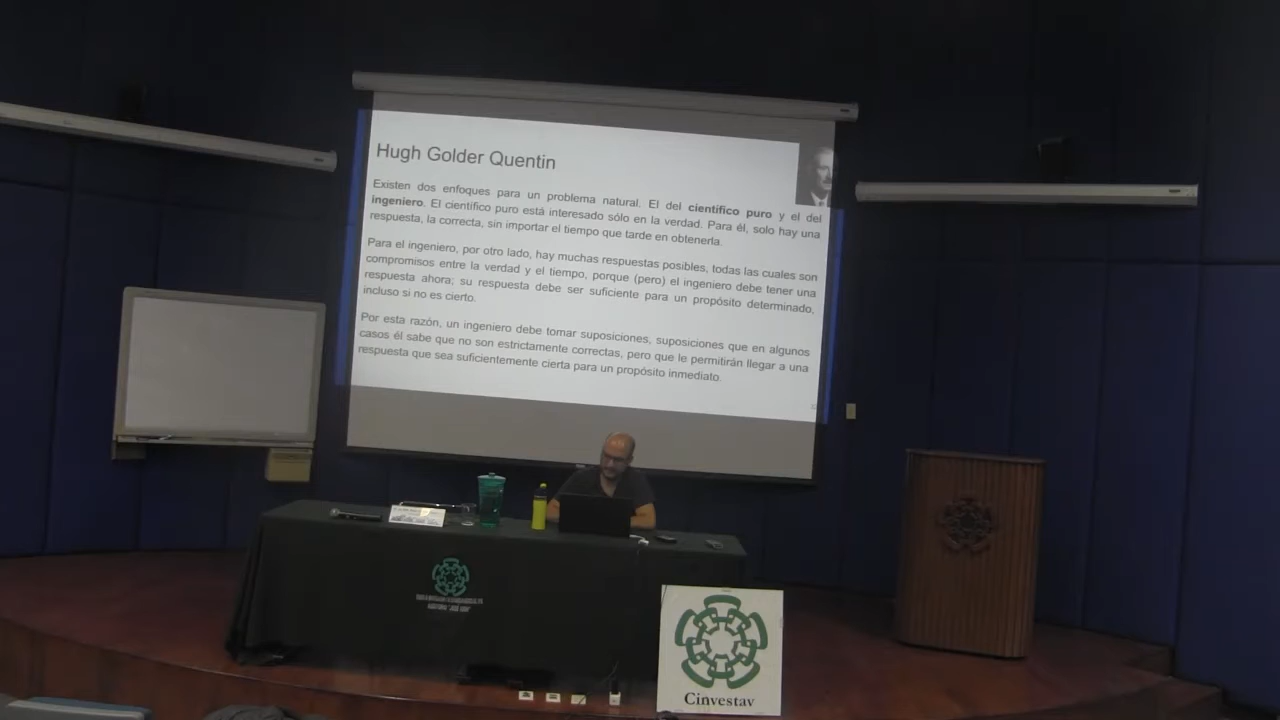 Hugh Golder Quentin
Existen dos enfoques para un problema natural. El del científico puro y el del
ingeniero. El científico puro está interesado sólo en la verdad. Para él, solo hay una
respuesta, la correcta, sin importar el tiempo que tarde en obtenerla.
Para el ingeniero, por otro lado, hay muchas respuestas posibles, todas las cuales son
compromisos entre la verdad y el tiempo, porque (pero) el ingeniero debe tener una
respuesta ahora; su respuesta debe ser suficiente para un propósito determinado,
incluso si no es cierto.
Por esta razón, un ingeniero debe tomar suposiciones, suposiciones que en algunos
casos él sabe que no son estrictamente correctas, pero que le permitirán llegar a una
respuesta que sea suficientemente cierta para un propósito inmediato.
Cinvestav